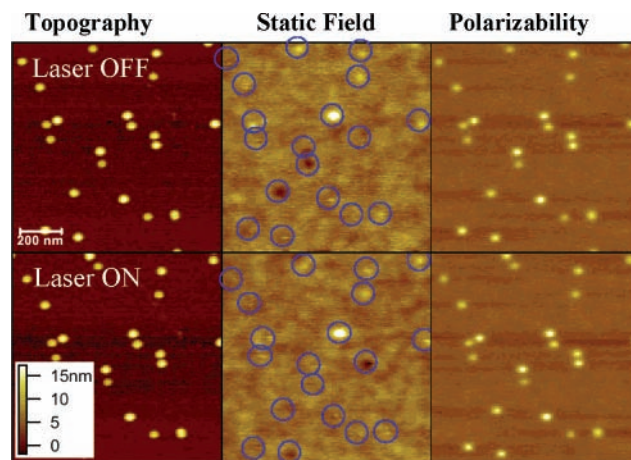 Topography Static Field Polarizability
Laser OFF
200 nm
Laser ON
15nm
10
5
0